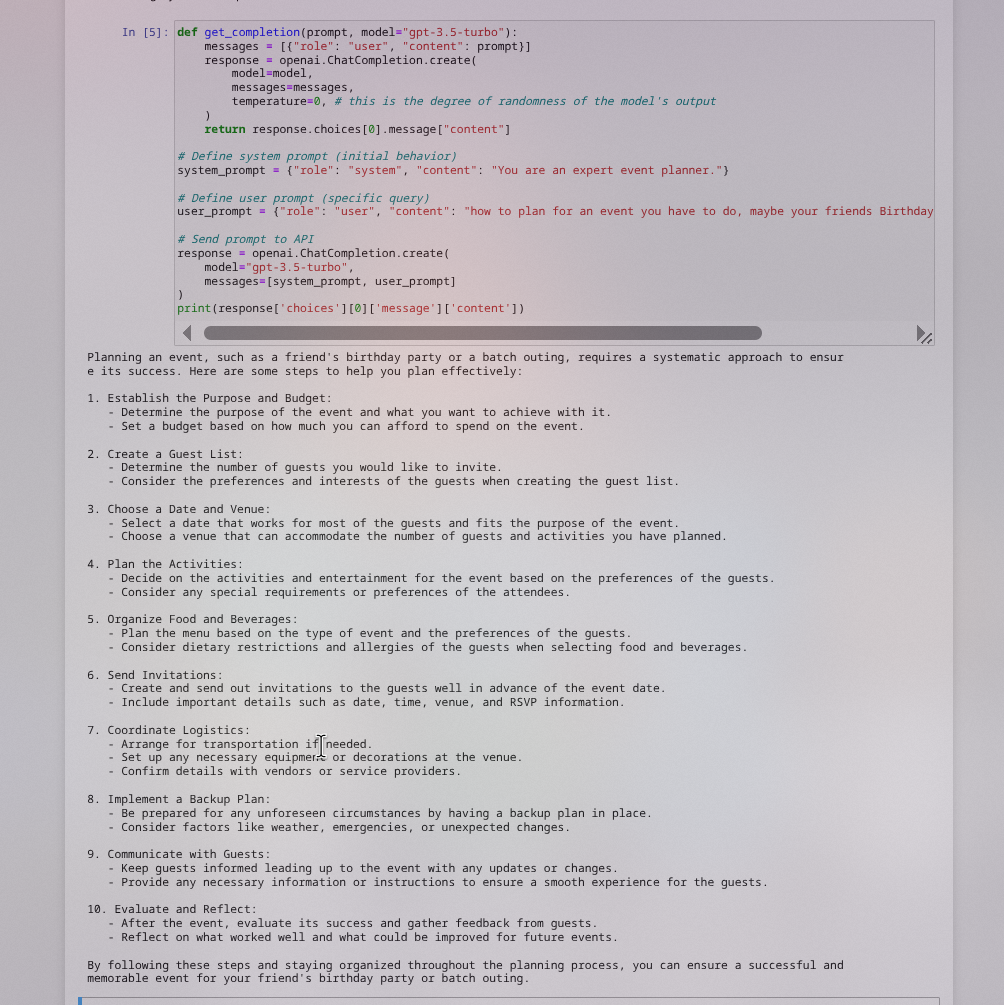 In [5]: def get_completion(prompt, model="gpt-3.5-turbo"):
    messages = [{"role": "user", "content": prompt}]
    response = openai.ChatCompletion.create(
        model=model,
        messages=messages,
        temperature=0, # this is the degree of randomness of the model's output
    )
    return response.choices[0].message["content"]
# Define system prompt (initial behavior)
system_prompt = {"role": "system", "content": "You are an expert event planner."}
# Define user prompt (specific query)
user_prompt = {"role": "user", "content": "how to plan for an event you have to do, maybe your friends Birthday
# Send prompt to API
response = openai.ChatCompletion.create(
    model="gpt-3.5-turbo",
    messages=[system_prompt, user_prompt]
)
print(response['choices'][0]['message']['content'])
Planning an event, such as a friend's birthday party or a batch outing, requires a systematic approach to ensur
e its success. Here are some steps to help you plan effectively:
1. Establish the Purpose and Budget:
   - Determine the purpose of the event and what you want to achieve with it.
   - Set a budget based on how much you can afford to spend on the event.
2. Create a Guest List:
   - Determine the number of guests you would like to invite.
   - Consider the preferences and interests of the guests when creating the guest list.
3. Choose a Date and Venue:
   - Select a date that works for most of the guests and fits the purpose of the event.
   - Choose a venue that can accommodate the number of guests and activities you have planned.
4. Plan the Activities:
   - Decide on the activities and entertainment for the event based on the preferences of the guests.
   - Consider any special requirements or preferences of the attendees.
5. Organize Food and Beverages:
   - Plan the menu based on the type of event and the preferences of the guests.
   - Consider dietary restrictions and allergies of the guests when selecting food and beverages.
6. Send Invitations:
   - Create and send out invitations to the guests well in advance of the event date.
   - Include important details such as date, time, venue, and RSVP information.
7. Coordinate Logistics:
   - Arrange for transportation if needed.
   - Set up any necessary equipment or decorations at the venue.
   - Confirm details with vendors or service providers.
8. Implement a Backup Plan:
   - Be prepared for any unforeseen circumstances by having a backup plan in place.
   - Consider factors like weather, emergencies, or unexpected changes.
9. Communicate with Guests:
   - Keep guests informed leading up to the event with any updates or changes.
   - Provide any necessary information or instructions to ensure a smooth experience for the guests.
10. Evaluate and Reflect:
   - After the event, evaluate its success and gather feedback from guests.
   - Reflect on what worked well and what could be improved for future events.
By following these steps and staying organized throughout the planning process, you can ensure a successful and
memorable event for your friend's birthday party or batch outing.